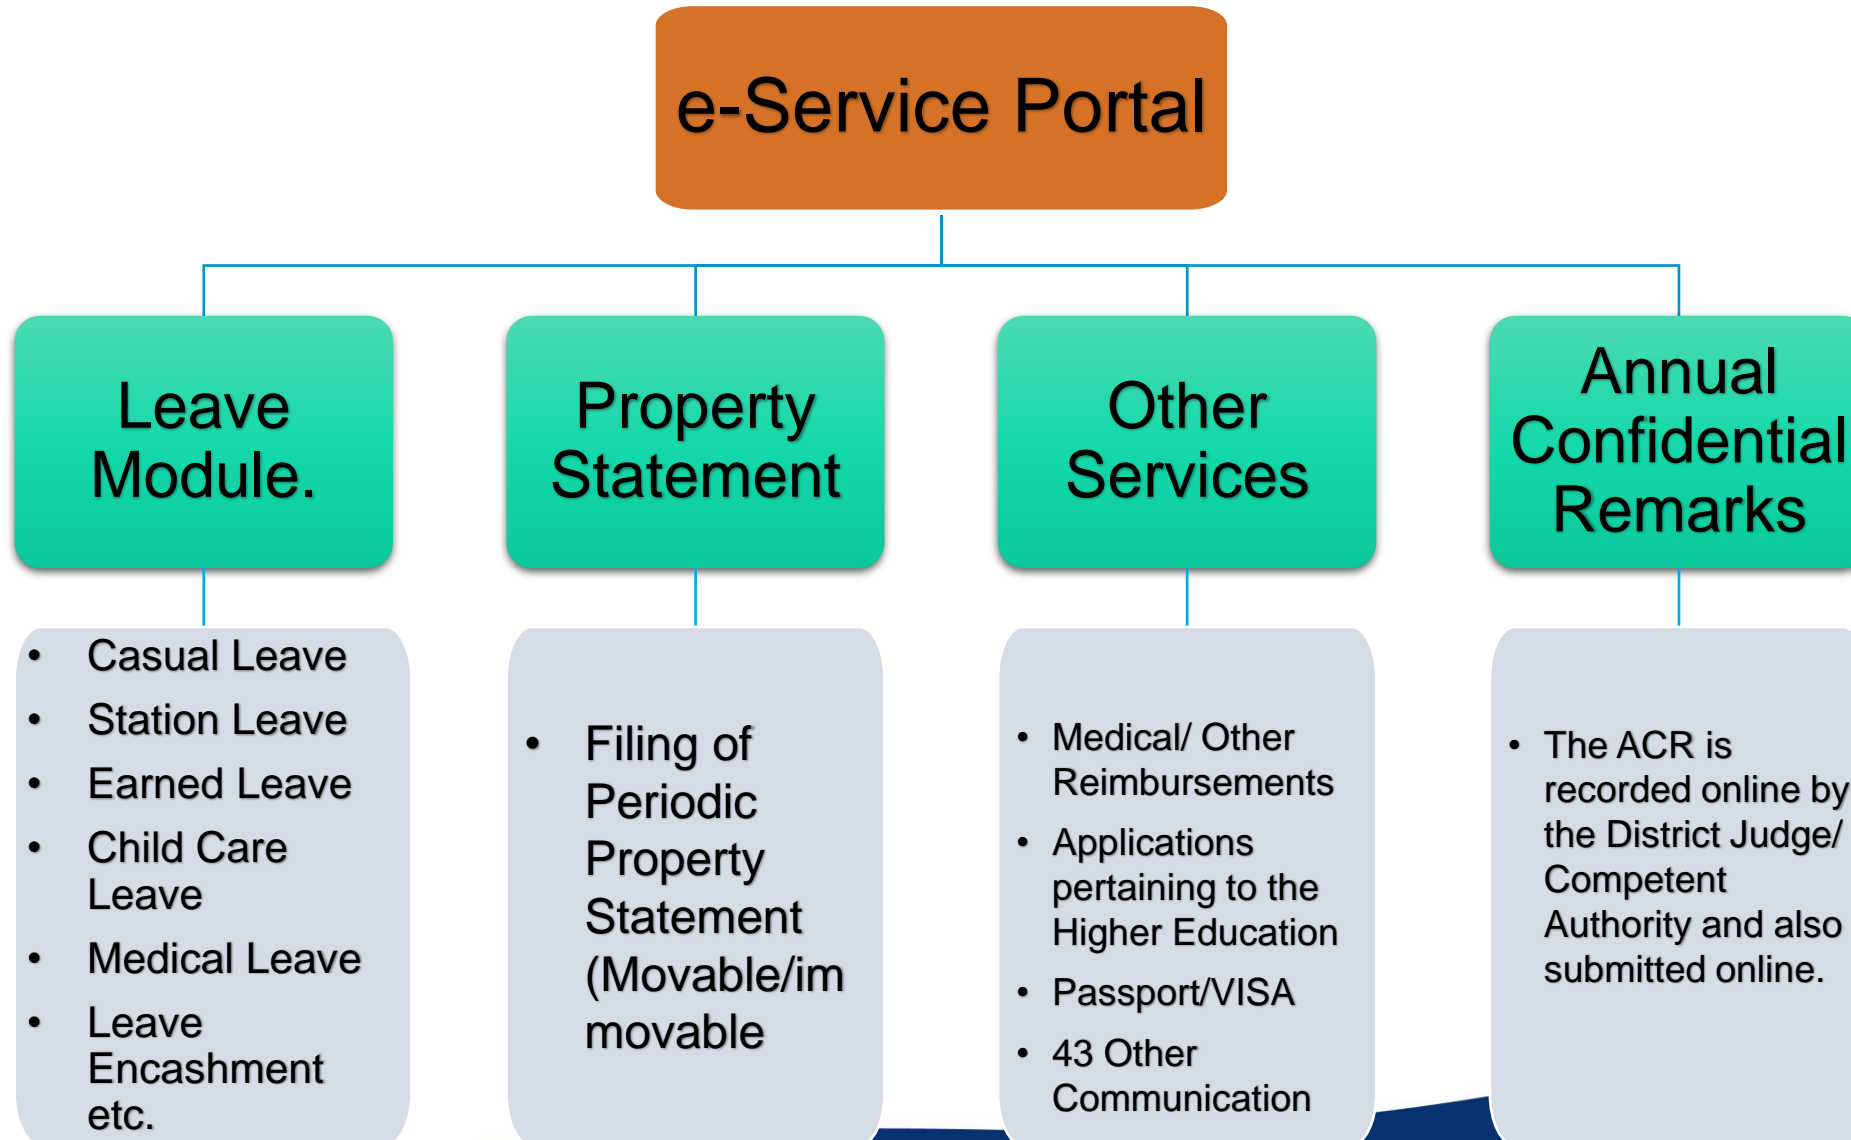 e-Service Portal
Leave
Module.
Property
Statement
Other
Services
Annual
Confidential
Remarks
• Casual Leave
• Station Leave
• Earned Leave
• Child Care
Leave
• Medical Leave
• Leave
Encashment
etc.
• Filing of
Periodic
Property
Statement
(Movable/im
movable
• Medical/ Other
Reimbursements
• Applications
pertaining to the
Higher Education
• Passport/VISA
• 43 Other
Communication
• The ACR is
recorded online by
the District Judge/
Competent
Authority and also
submitted online.